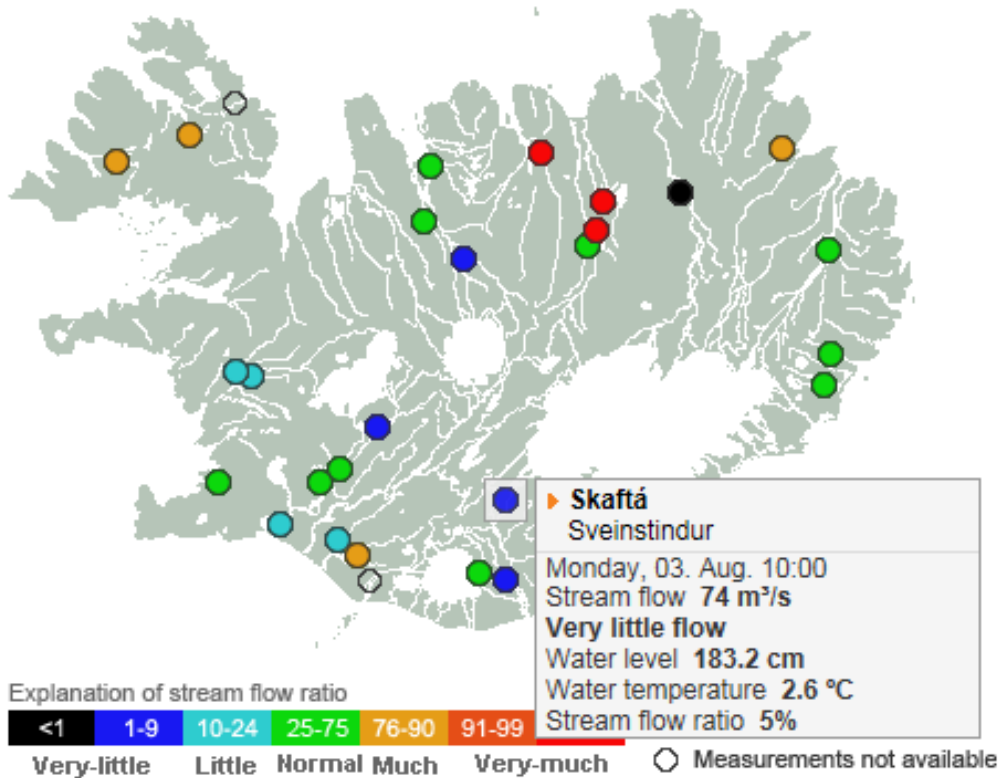 Skaftá
Sveinstindur
Monday, 03. Aug. 10:00
Stream flow 74 m³/s
Very little flow
Water level 183.2 cm
Water temperature 2.6 °C
Stream flow ratio 5%
Explanation of stream flow ratio
<1 1-9 10-24 25-75 76-90 91-99
Very-little Little Normal Much Very-much
Measurements not available